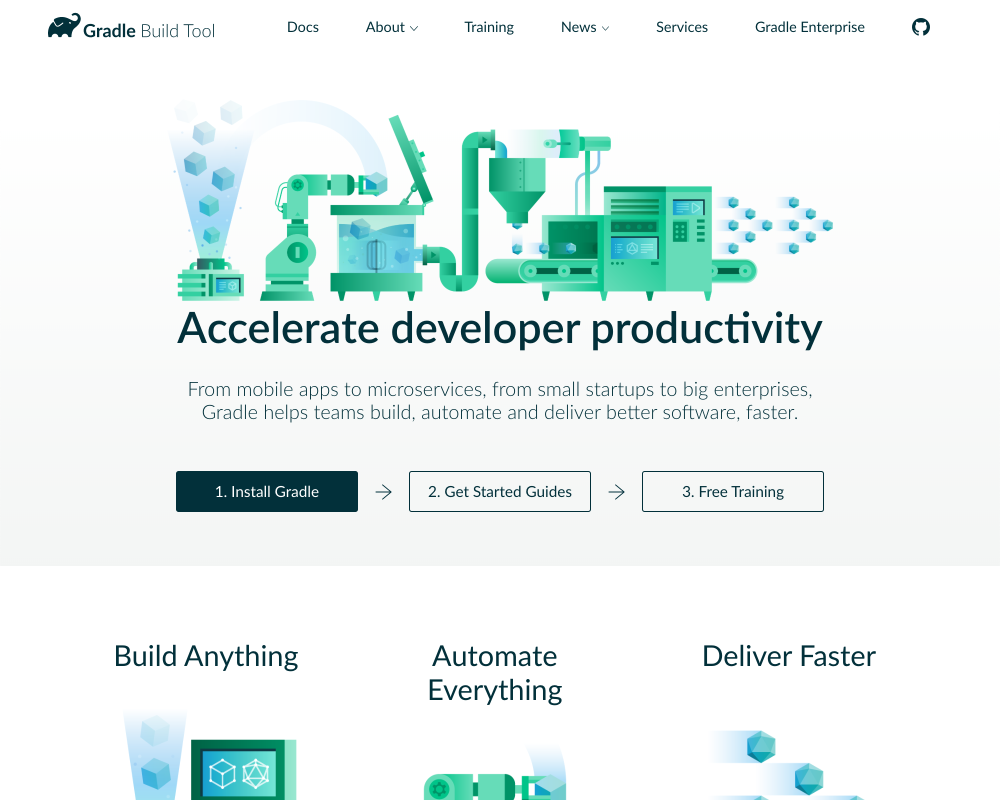 Gradle Build Tool
Docs
About
Training
News
Services
Gradle Enterprise
Accelerate developer productivity
From mobile apps to microservices, from small startups to big enterprises,
Gradle helps teams build, automate and deliver better software, faster.
1. Install Gradle
2. Get Started Guides
3. Free Training
Build Anything
Automate
Everything
Deliver Faster